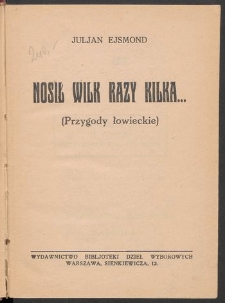 JULJAN EJSMOND
NOSIŁ WILK RAZY KILKA...
(Przygody łowieckie)
WYDAWNICTWO BIBLJOTEKI DZIEŁ WYBOROWYCH
WARSZAWA, SIENKIEWICZA, 12.